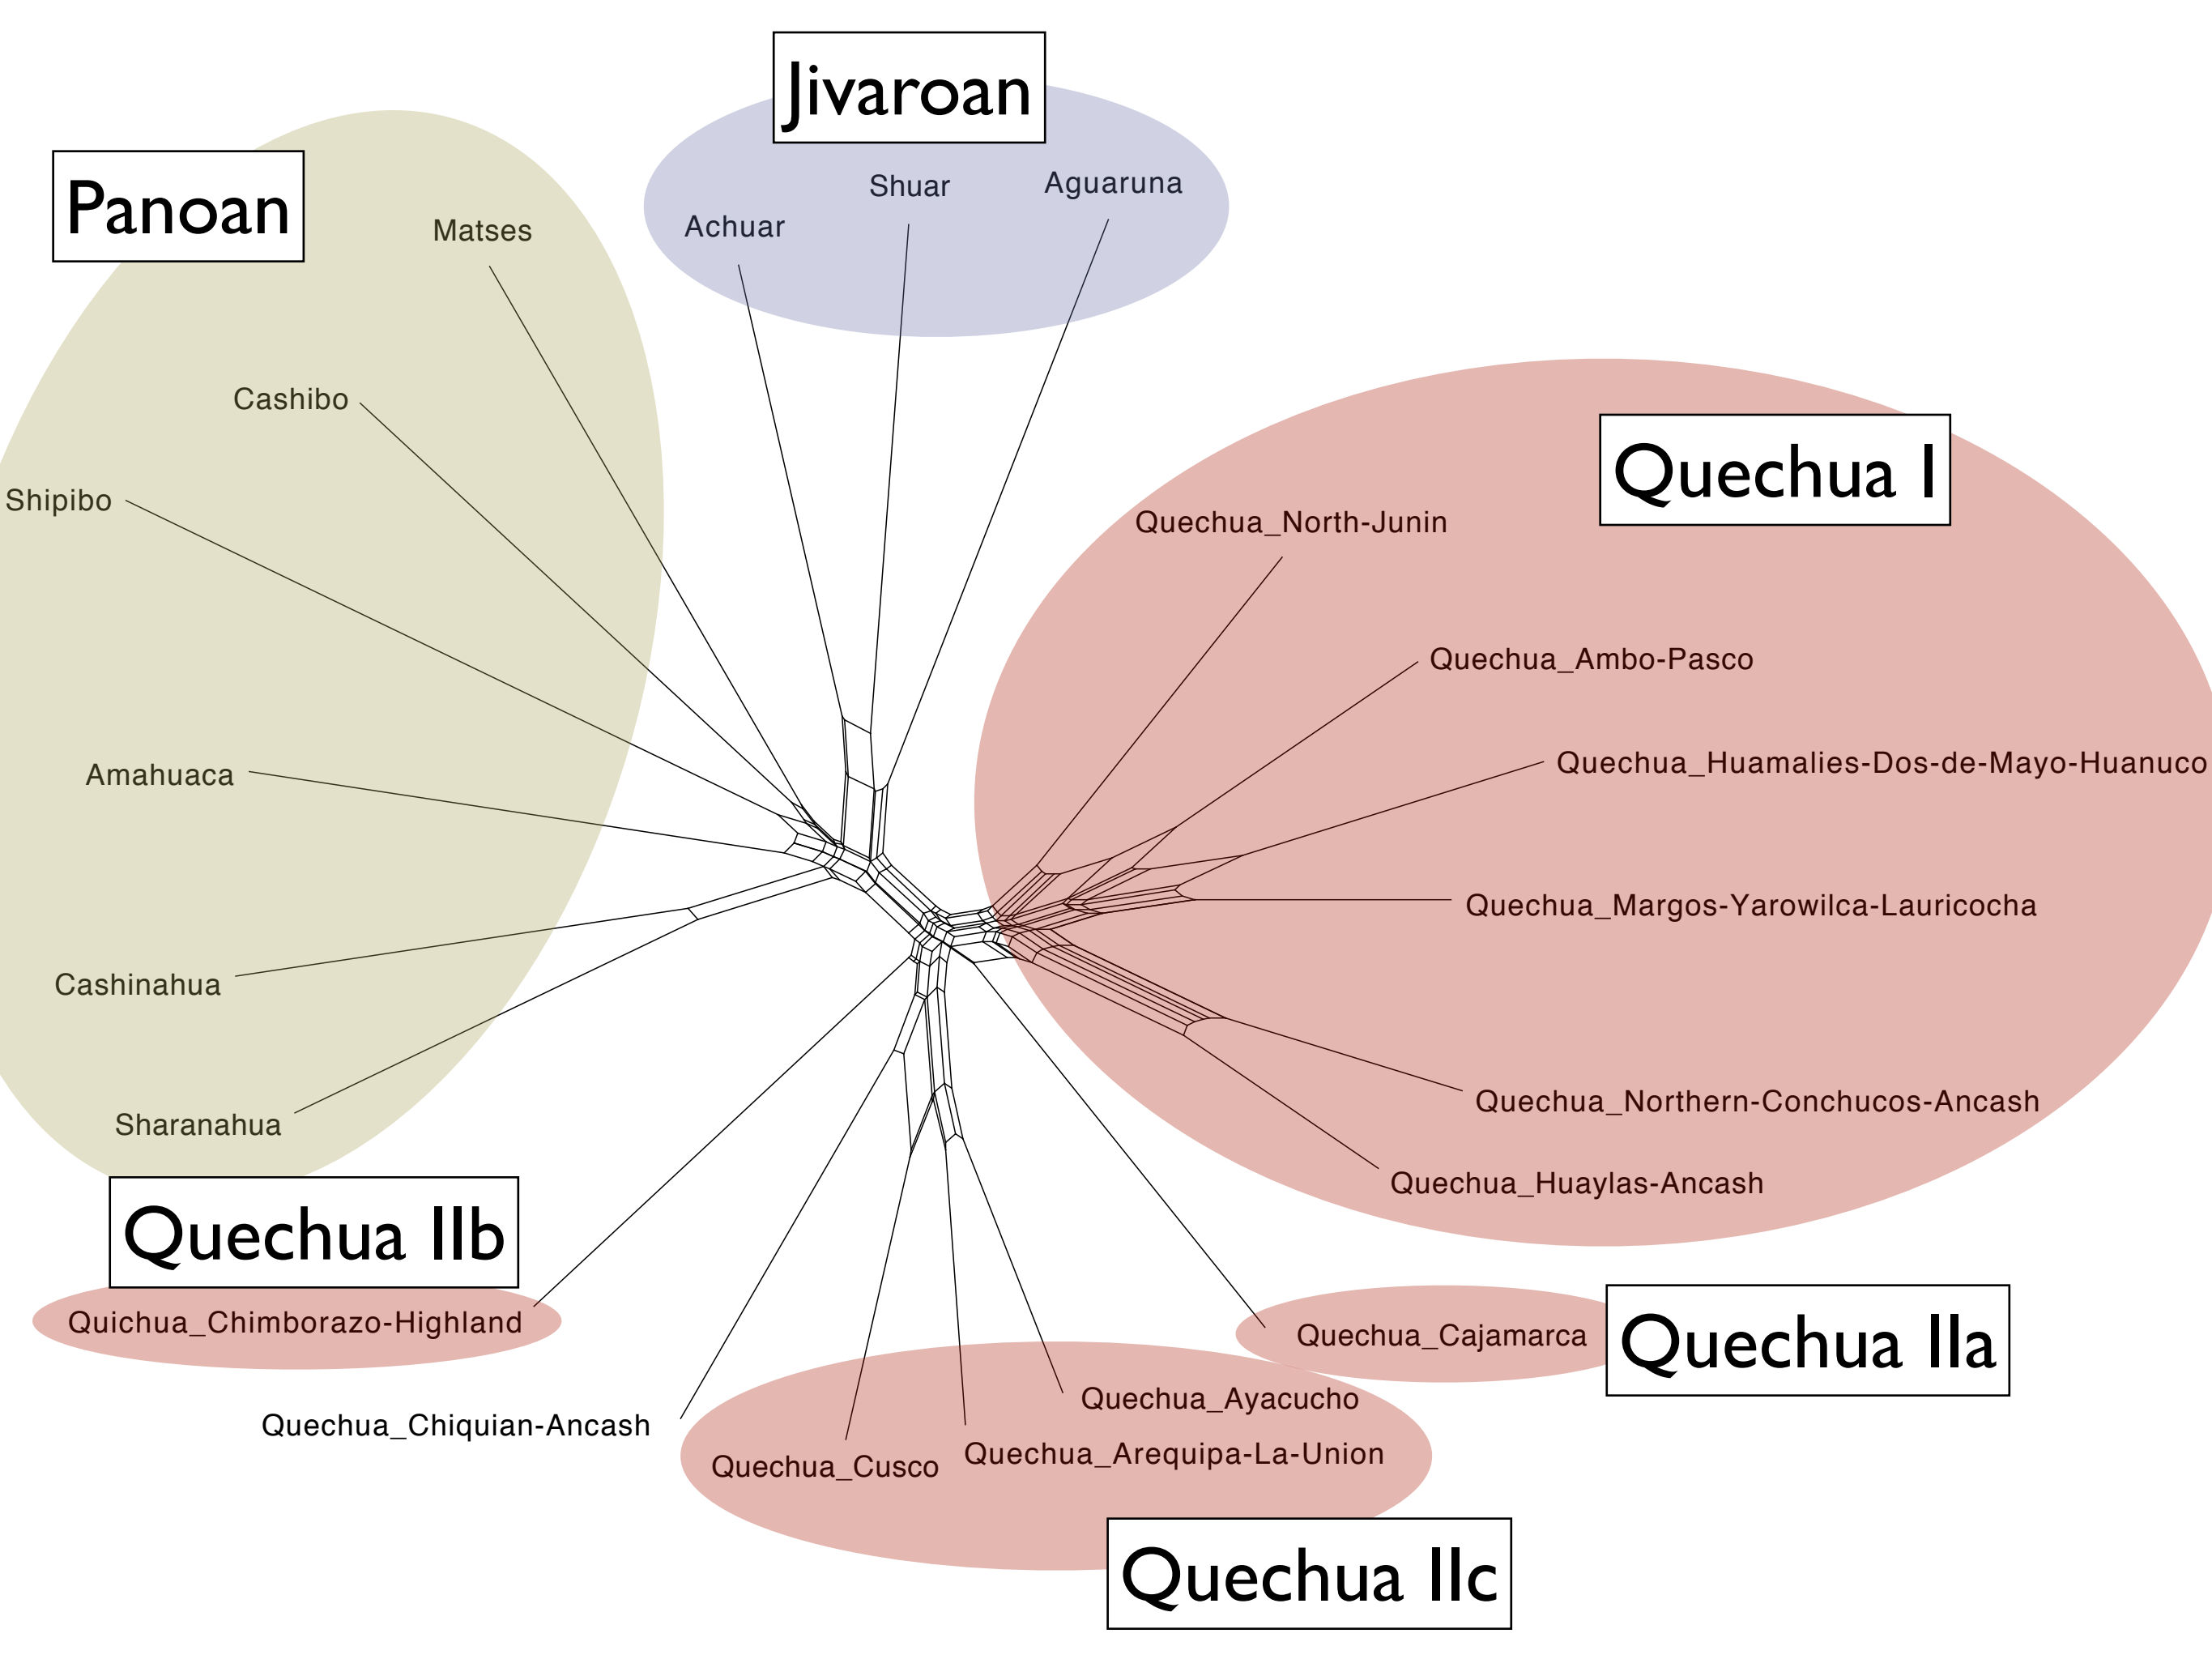 Jivaroan
Panoan
Shuar
Aguaruna
Achuar
Matses
Cashibo
Quechua I
Shipibo
Quechua_North-Junin
Quechua_Ambo-Pasco
Quechua_Huamalies-Dos-de-Mayo-Huanuco
Amahuaca
Quechua_Margos-Yarowilca-Lauricocha
Cashinahua
Quechua_Northern-Conchucos-Ancash
Sharanahua
Quechua_Huaylas-Ancash
Quechua IIb
Quichua_Chimborazo-Highland
Quechua_Cajamarca
Quechua IIa
Quechua_Ayacucho
Quechua_Chiquian-Ancash
Quechua_Arequipa-La-Union
Quechua_Cusco
Quechua IIc